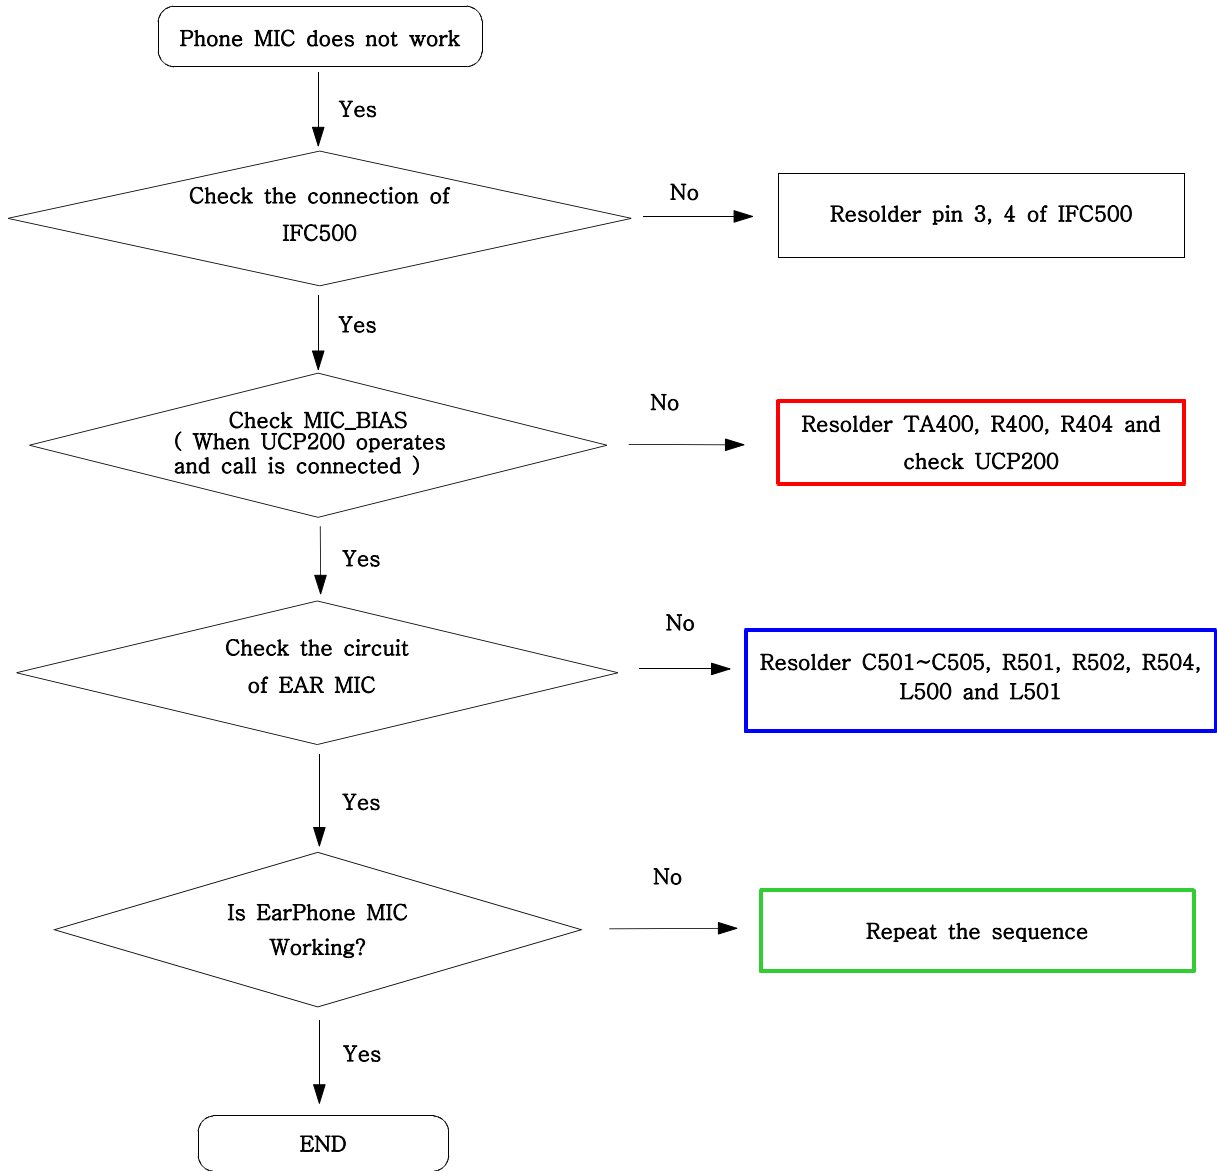 Phone MIC does not work
Yes
Check the connection of
IFC500
No
Resolder pin 3, 4 of IFC500
Yes
Check MIC_BIAS
( When UCP200 operates
and call is connected )
No
Resolder TA400, R400, R404 and
check UCP200
Yes
Check the circuit
of EAR MIC
No
Resolder C501~C505, R501, R502, R504,
L500 and L501
Yes
Is EarPhone MIC
Working?
No
Repeat the sequence
Yes
END